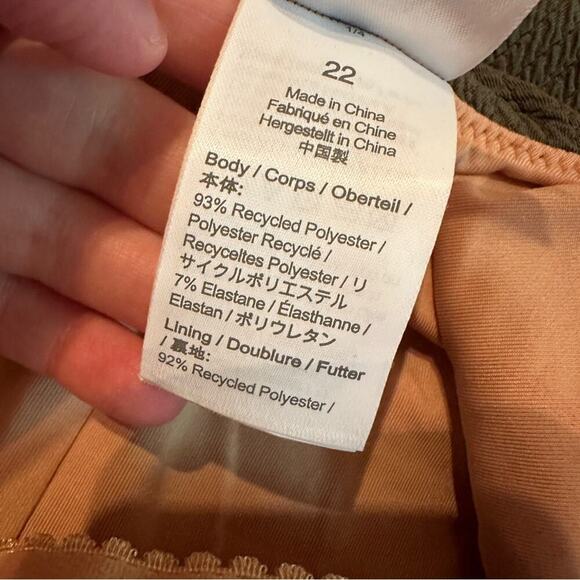 1/4
22
Made in China
Fabriqué en Chine
Hergestellt in China
中国製
Body / Corps / Oberteil /
本体:
93% Recycled Polyester /
Polyester Recyclé /
Recyceltes Polyester / リ
サイクルポリエステル
7% Elastane / Élasthanne /
Elastan / ポリウレタン
Lining / Doublure / Futter
/ 裏地:
92% Recycled Polyester /